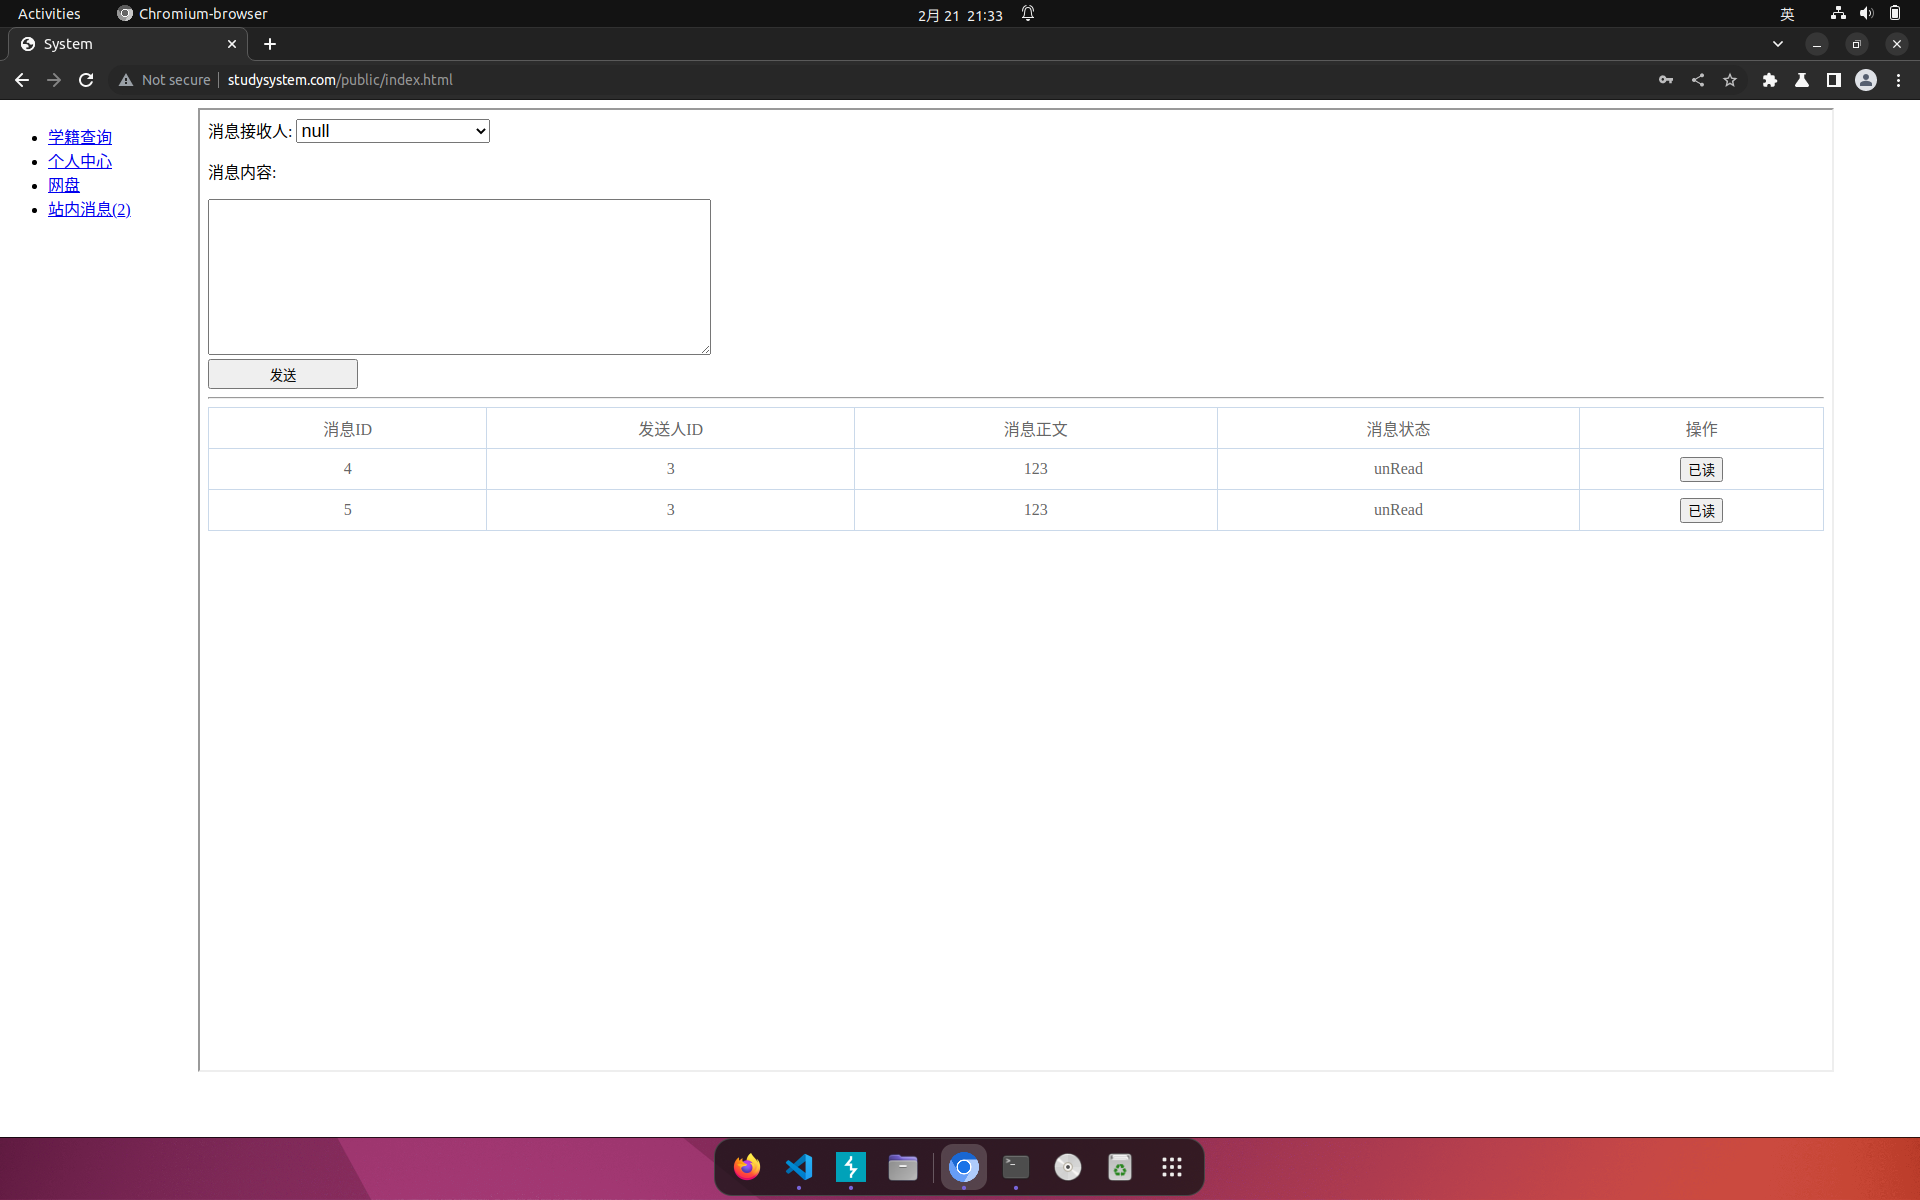 Activities Chromium-browser 2月 21 21:33 英
System
Not secure studysystem.com/public/index.html
学籍查询
个人中心
网盘
站内消息(2)
消息接收人: null
消息内容:
发送
消息ID 发送人ID 消息正文 消息状态 操作
4 3 123 unRead 已读
5 3 123 unRead 已读